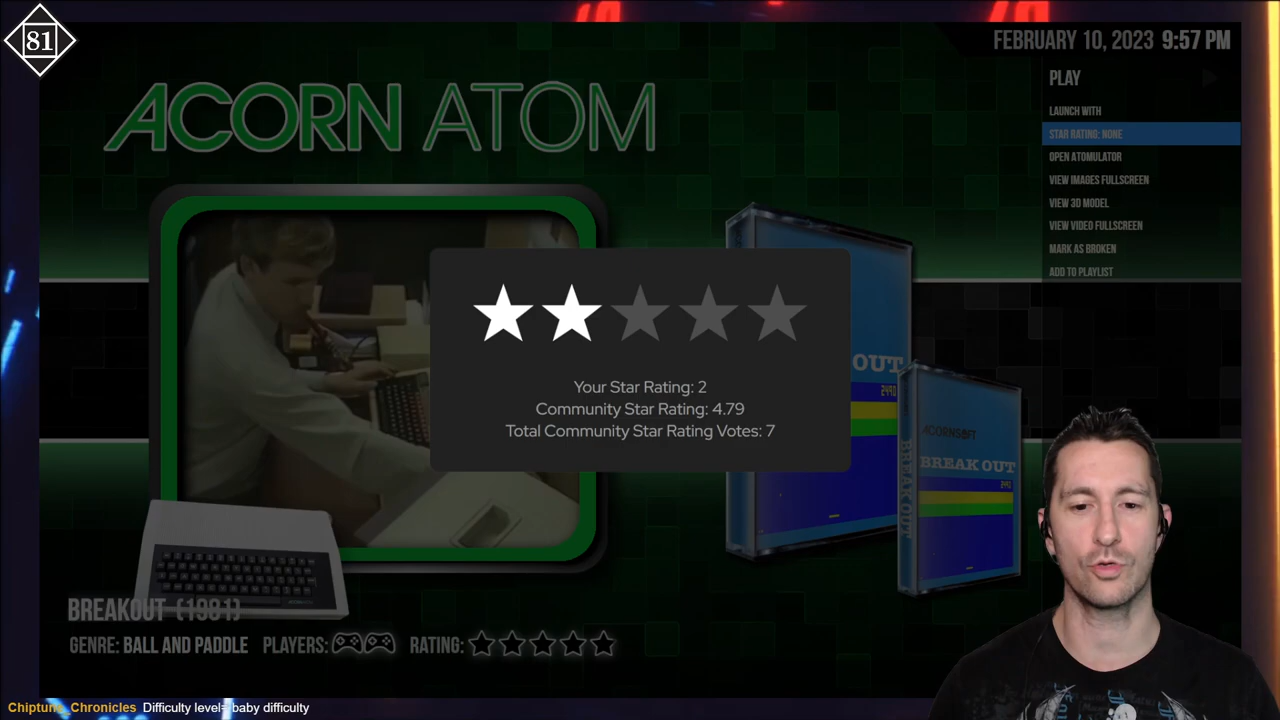 81
FEBRUARY 10, 2023 9:57 PM
ACORN ATOM
PLAY
LAUNCH WITH
STAR RATING: NONE
OPEN ATOMULATOR
VIEW IMAGES FULLSCREEN
VIEW 3D MODEL
VIEW VIDEO FULLSCREEN
MARK AS BROKEN
ADD TO PLAYLIST
Your Star Rating: 2
Community Star Rating: 4.79
Total Community Star Rating Votes: 7
OUT
ACORNSOFT
BREAK OUT
BREAKOUT
BREAKOUT (1981)
GENRE: BALL AND PADDLE PLAYERS: RATING:
Chiptune_Chronicles Difficulty level= baby difficulty